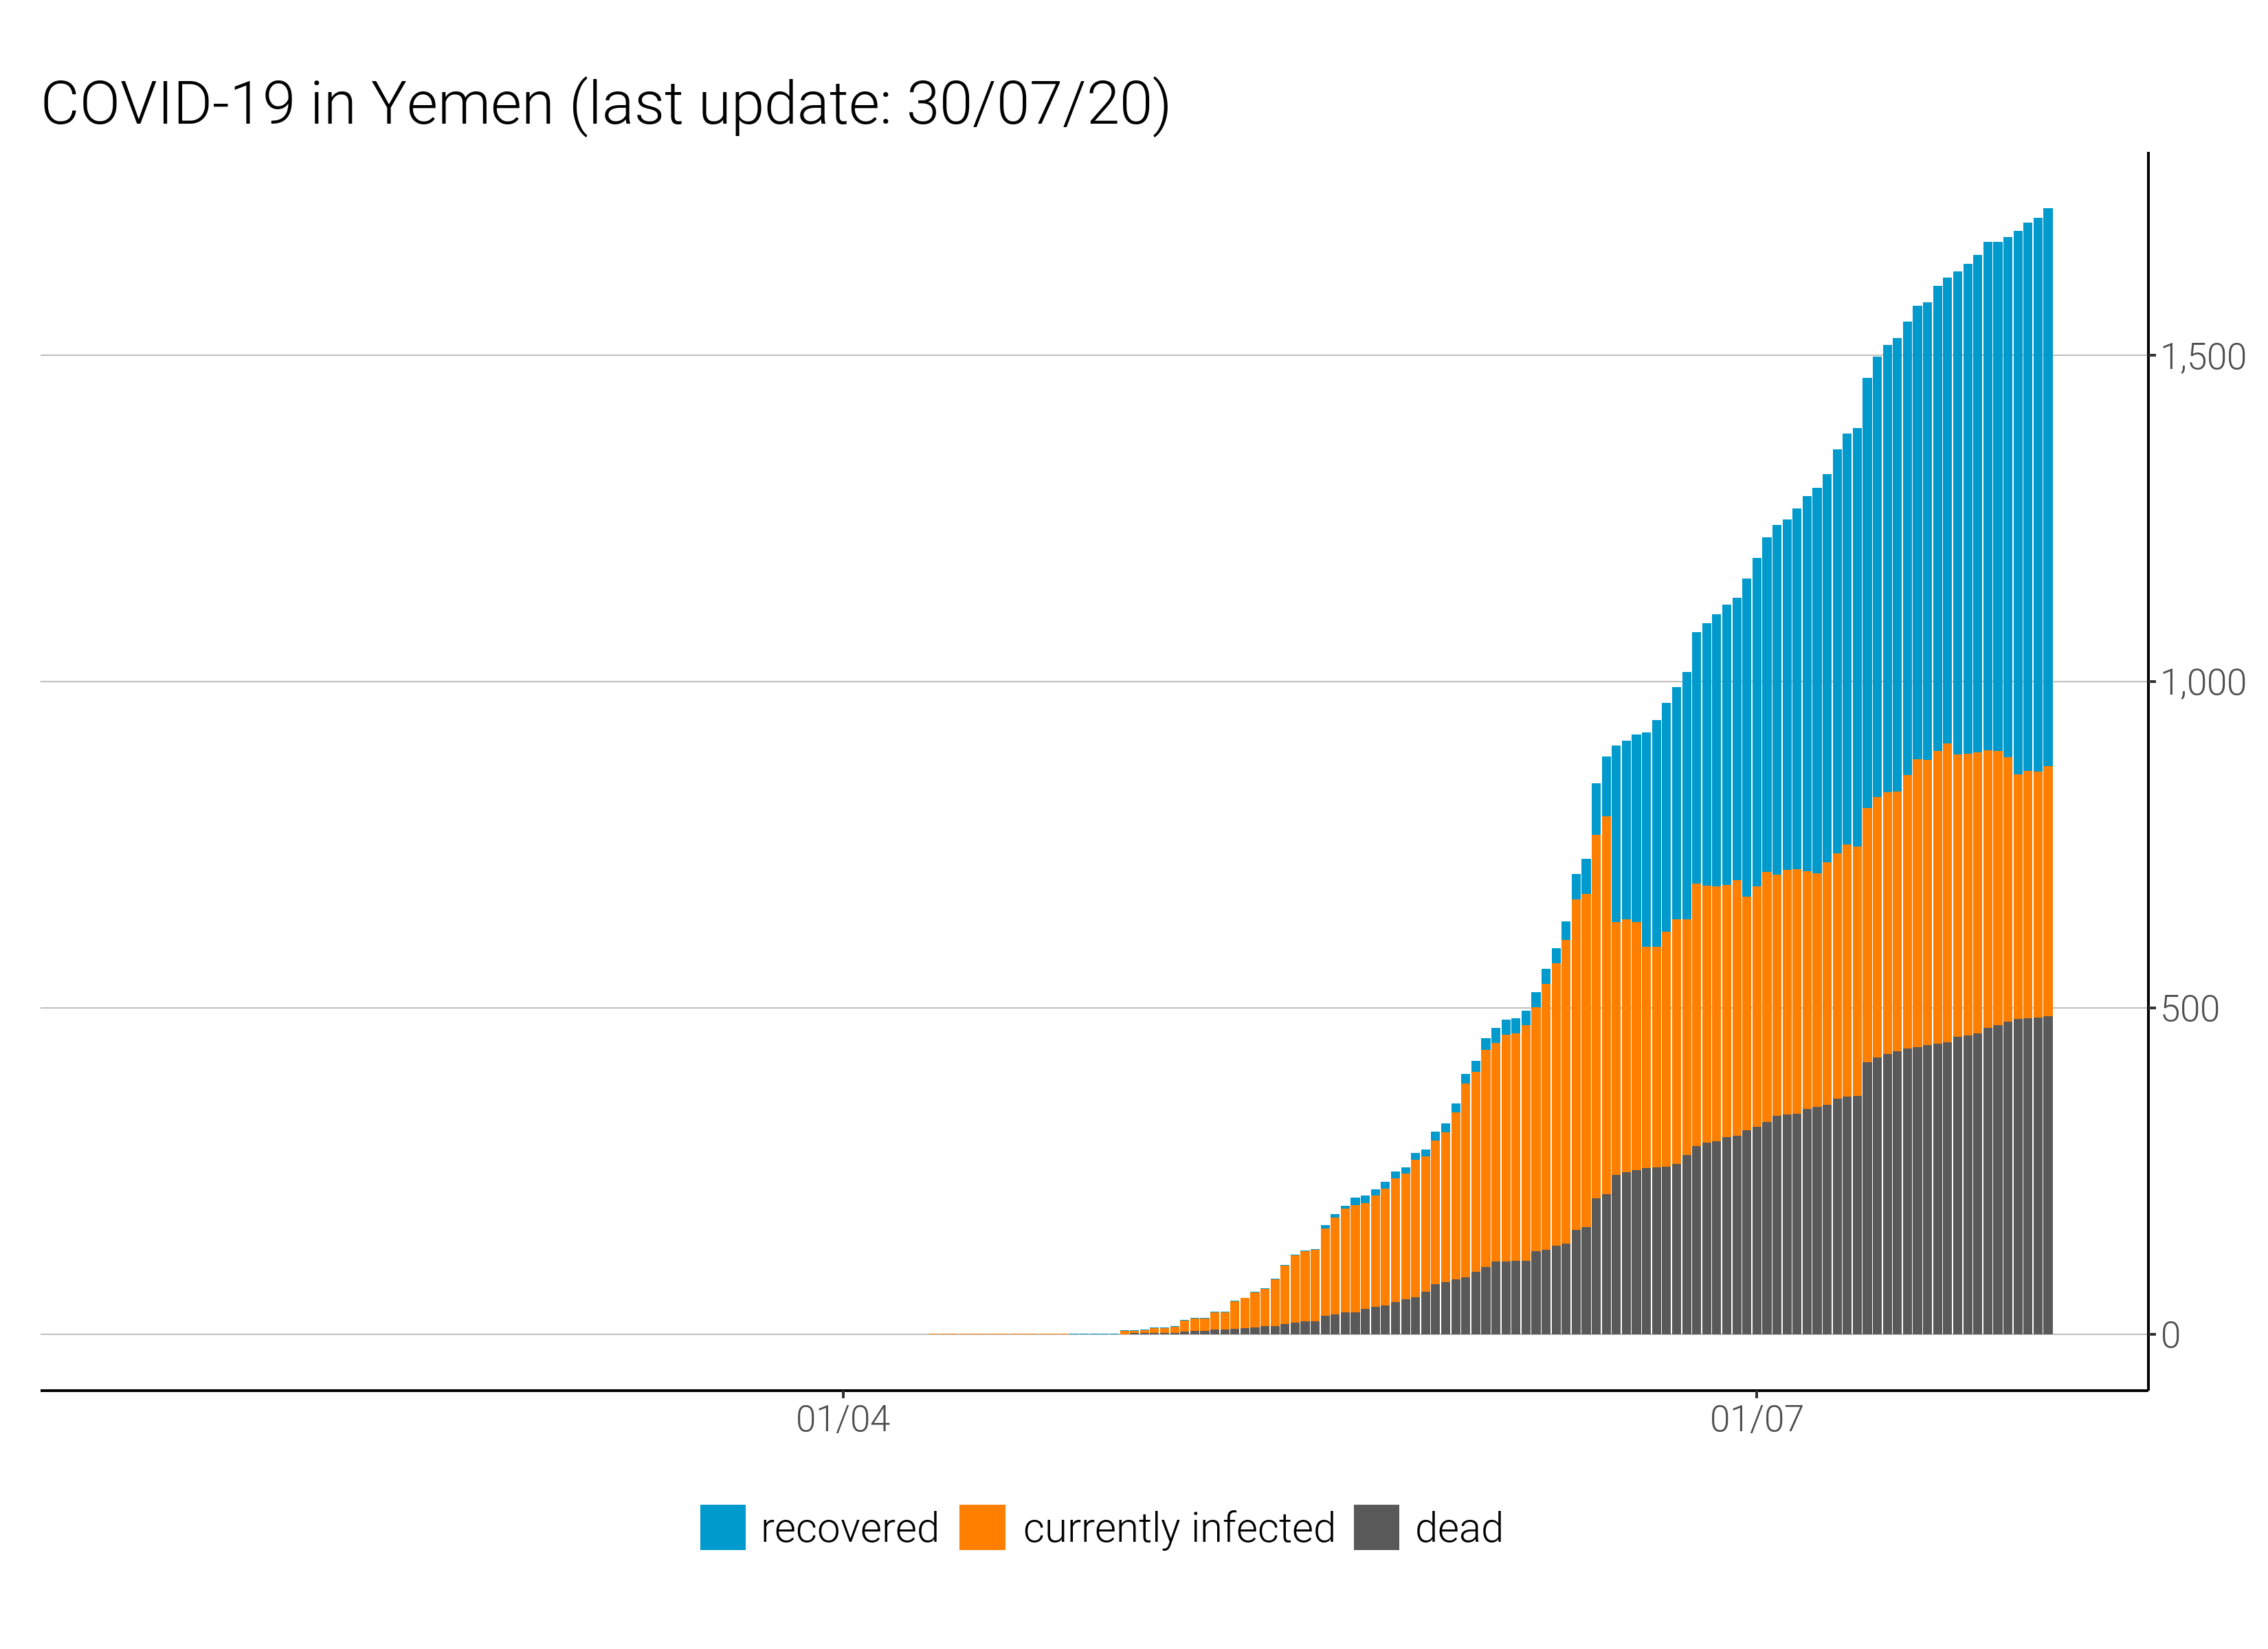 COVID-19 in Yemen (last update: 30/07/20)
1,500
1,000
500
0
01/04 01/07
recovered currently infected dead